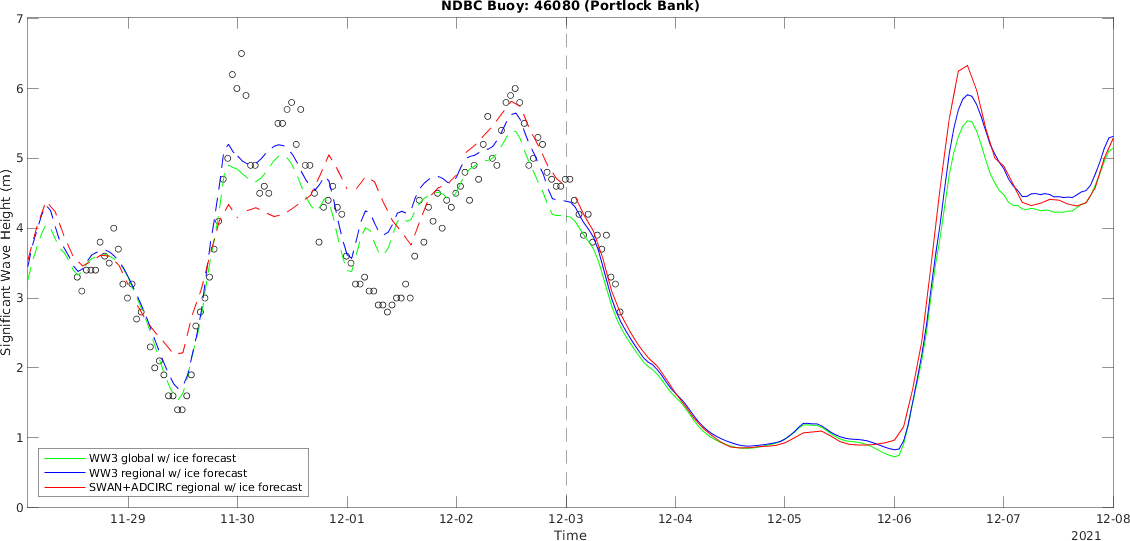 NDBC Buoy: 46080 (Portlock Bank)
7
6
5
4
3
2
1
0
Significant Wave Height (m)
WW3 global w/ ice forecast
WW3 regional w/ ice forecast
SWAN+ADCIRC regional w/ ice forecast
11-29 11-30 12-01 12-02 12-03 12-04 12-05 12-06 12-07 12-08
Time
2021